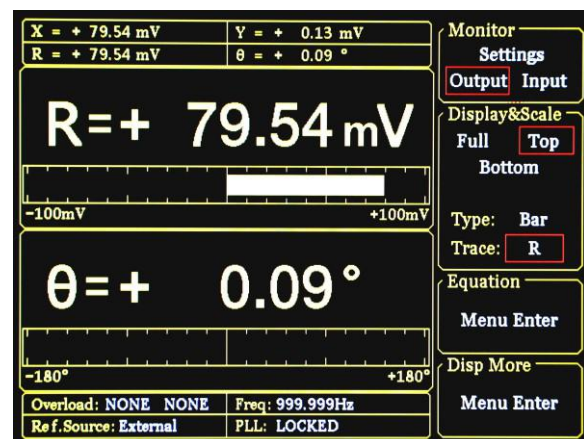 X = + 79.54 mV
Y = + 0.13 mV
R = + 79.54 mV
θ = + 0.09 °
R=+ 79.54 mV
-100mV
+100mV
θ=+ 0.09°
-180°
+180°
Overload: NONE NONE
Freq: 999.999Hz
Ref.Source: External
PLL: LOCKED
Monitor
Settings
Output Input
Display&Scale
Full Top
Bottom
Type: Bar
Trace: R
Equation
Menu Enter
Disp More
Menu Enter